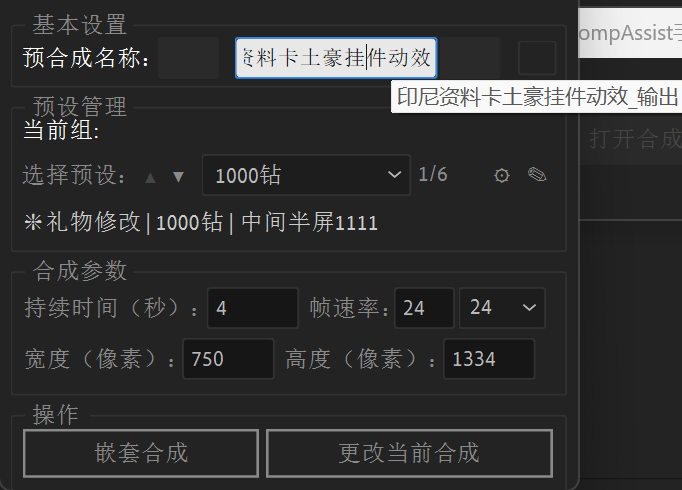 基本设置
预合成名称：
资料卡土豪挂件动效
ompAssist
印尼资料卡土豪挂件动效_输出
预设管理
当前组:
打开合成
选择预设： ▲ ▼ 1000钻 1/6
※礼物修改|1000钻|中间半屏1111
合成参数
持续时间（秒）：4 帧速率：24 24
宽度（像素）：750 高度（像素）：1334
操作
嵌套合成 更改当前合成